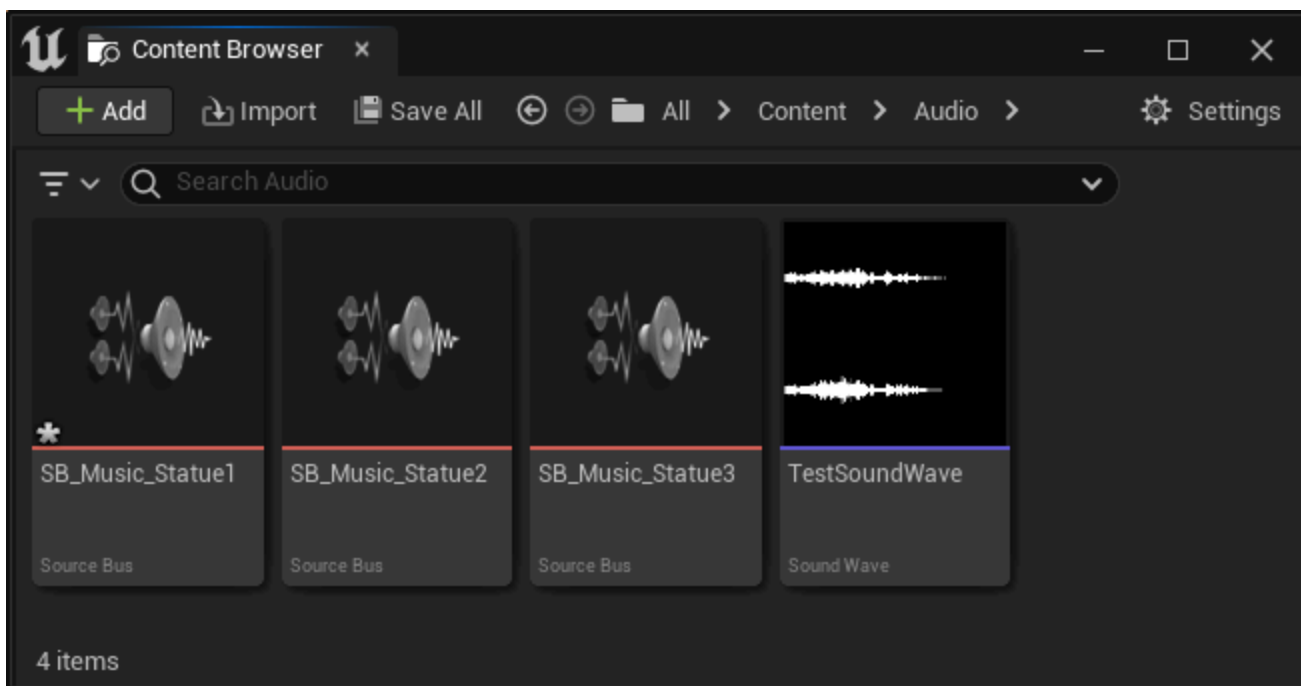 Content Browser
Add Import Save All All > Content > Audio > Settings
Search Audio
SB_Music_Statue1 SB_Music_Statue2 SB_Music_Statue3 TestSoundWave
Source Bus Source Bus Source Bus Sound Wave
4 items